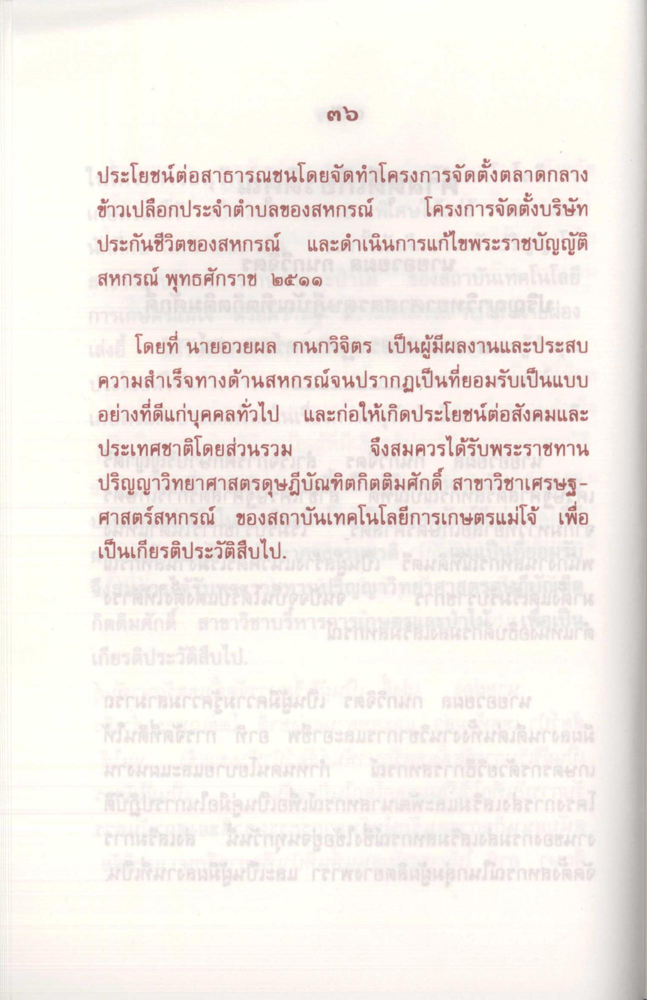 ๓๖
ประโยชน์ต่อสาธารณชนโดยจัดทำโครงการจัดตั้งตลาดกลาง
ข้าวเปลือกประจำตำบลของสหกรณ์ โครงการจัดตั้งบริษัท
ประกันชีวิตของสหกรณ์ และดำเนินการแก้ไขพระราชบัญญัติ
สหกรณ์ พุทธศักราช ๒๕๑๑
โดยที่ นายอวยผล กนกวิจิตร เป็นผู้มีผลงานและประสบ
ความสำเร็จทางด้านสหกรณ์จนปรากฏเป็นที่ยอมรับเป็นแบบ
อย่างที่ดีแก่บุคคลทั่วไป และก่อให้เกิดประโยชน์ต่อสังคมและ
ประเทศชาติโดยส่วนรวม จึงสมควรได้รับพระราชทาน
ปริญญาวิทยาศาสตรดุษฎีบัณฑิตกิตติมศักดิ์ สาขาวิชาเศรษฐ-
ศาสตร์สหกรณ์ ของสถาบันเทคโนโลยีการเกษตรแม่โจ้ เพื่อ
เป็นเกียรติประวัติสืบไป.